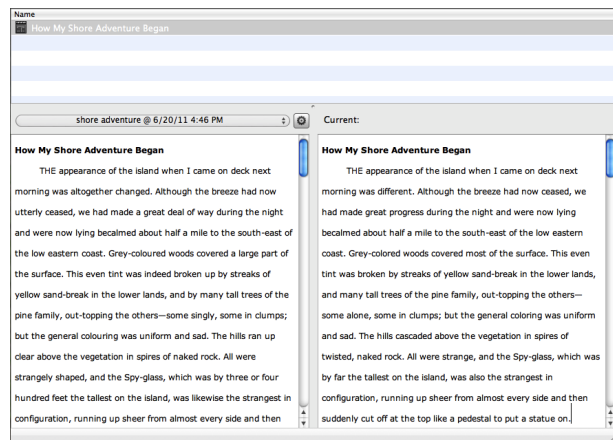 Name
How My Shore Adventure Began
shore adventure @ 6/20/11 4:46 PM
Current:
How My Shore Adventure Began
THE appearance of the island when I came on deck next
morning was altogether changed. Although the breeze had now
utterly ceased, we had made a great deal of way during the night
and were now lying becalmed about half a mile to the south-east of
the low eastern coast. Grey-coloured woods covered a large part of
the surface. This even tint was indeed broken up by streaks of
yellow sand-break in the lower lands, and by many tall trees of the
pine family, out-topping the others—some singly, some in clumps;
but the general colouring was uniform and sad. The hills ran up
clear above the vegetation in spires of naked rock. All were
strangely shaped, and the Spy-glass, which was by three or four
hundred feet the tallest on the island, was likewise the strangest in
configuration, running up sheer from almost every side and then
How My Shore Adventure Began
THE appearance of the island when I came on deck next
morning was different. Although the breeze had now ceased, we
had made great progress during the night and were now lying
becalmed about half a mile to the south-east of the low eastern
coast. Grey-colored woods covered most of the surface. This even
tint was broken by streaks of yellow sand-break in the lower lands,
and many tall trees of the pine family, out-topping the others—
some alone, some in clumps; but the general coloring was uniform
and sad. The hills cascaded above the vegetation in spires of
twisted, naked rock. All were strange, and the Spy-glass, which was
by far the tallest on the island, was also the strangest in
configuration, running up sheer from almost every side and then
suddenly cut off at the top like a pedestal to put a statue on.